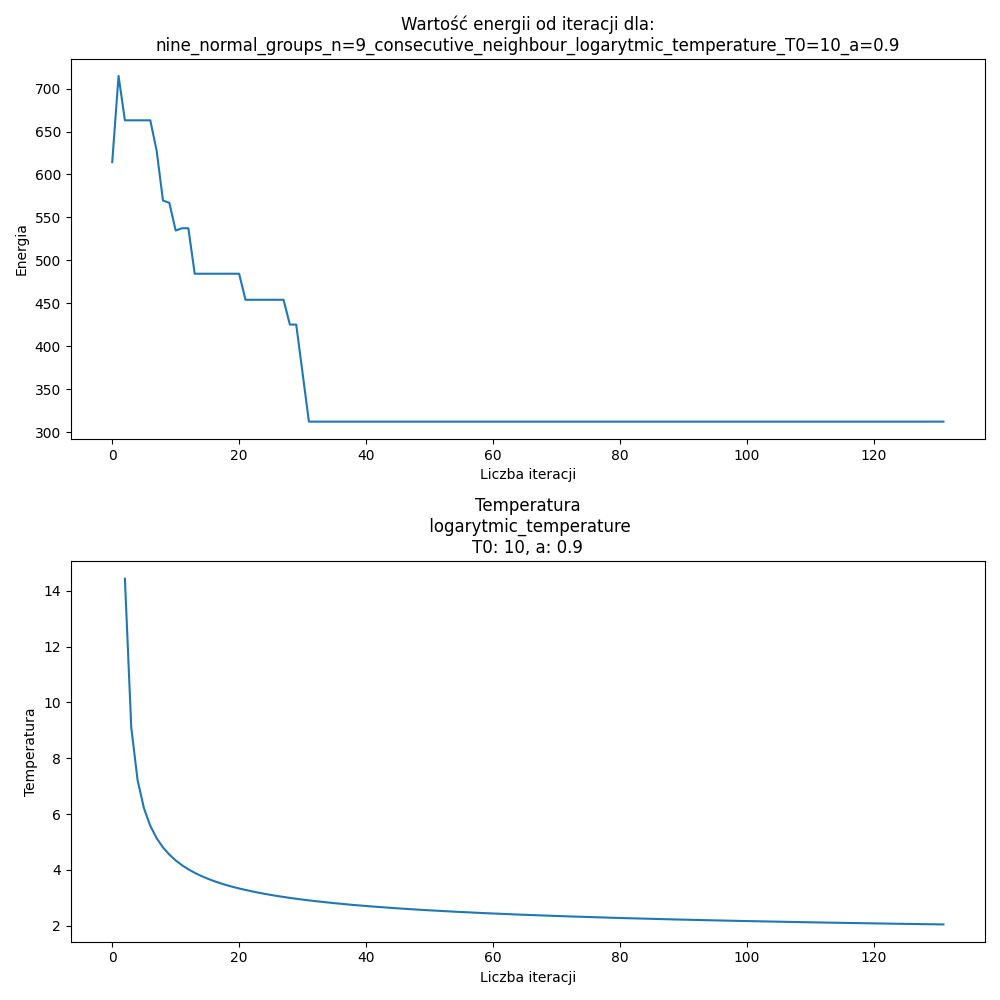 Wartość energii od iteracji dla:
nine_normal_groups_n=9_consecutive_neighbour_logarytmic_temperature_T0=10_a=0.9
700
650
600
550
500
450
400
350
300
Energia
0 20 40 60 80 100 120
Liczba iteracji
Temperatura
logarytmic_temperature
T0: 10, a: 0.9
14
12
10
8
6
4
2
Temperatura
0 20 40 60 80 100 120
Liczba iteracji